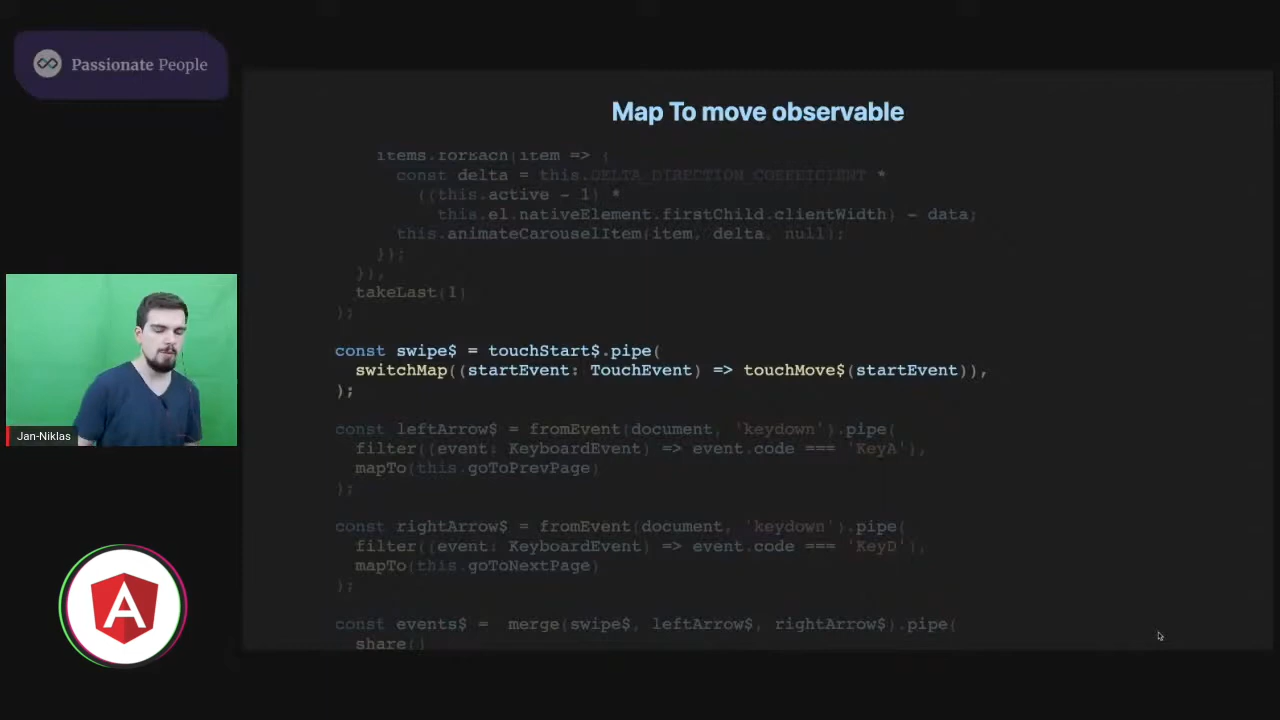 Passionate People
Map To move observable
items.forEach(item => {
const delta = this.DELTA_DIRECTION_COEFFICIENT *
((this.active - 1) *
this.el.nativeElement.firstChild.clientWidth) - data;
this.animateCarouselItem(item, delta, null);
});
}),
takeLast(1)
);
const swipe$ = touchStart$.pipe(
switchMap((startEvent: TouchEvent) => touchMove$(startEvent)),
);
const leftArrow$ = fromEvent(document, 'keydown').pipe(
filter((event: KeyboardEvent) => event.code === 'KeyA'),
mapTo(this.goToPrevPage)
);
const rightArrow$ = fromEvent(document, 'keydown').pipe(
filter((event: KeyboardEvent) => event.code === 'KeyD'),
mapTo(this.goToNextPage)
);
const events$ = merge(swipe$, leftArrow$, rightArrow$).pipe(
share()
Jan-Niklas
A